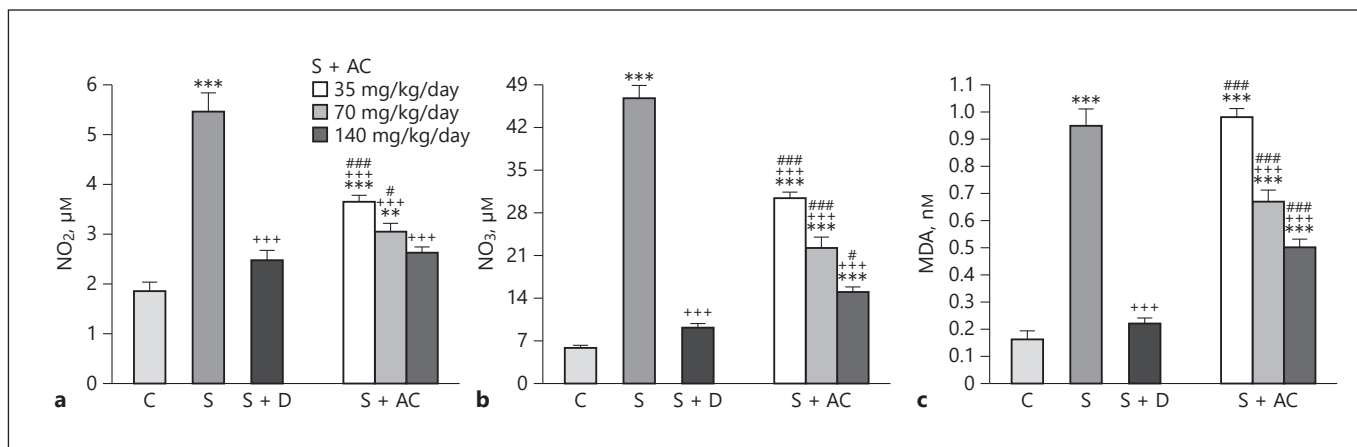 S + AC
35 mg/kg/day
70 mg/kg/day
140 mg/kg/day
6
5
4
3
2
1
0
NO2, µM
***
+++
###
+++
***
#
+++
**
+++
C
S
S + D
S + AC
a
49
42
35
28
21
14
7
0
NO3, µM
***
+++
###
+++
***
###
+++
***
#
+++
***
C
S
S + D
S + AC
b
1.1
1.0
0.9
0.8
0.7
0.6
0.5
0.4
0.3
0.2
0.1
0
MDA, nM
***
+++
###
***
###
+++
***
###
+++
***
C
S
S + D
S + AC
c